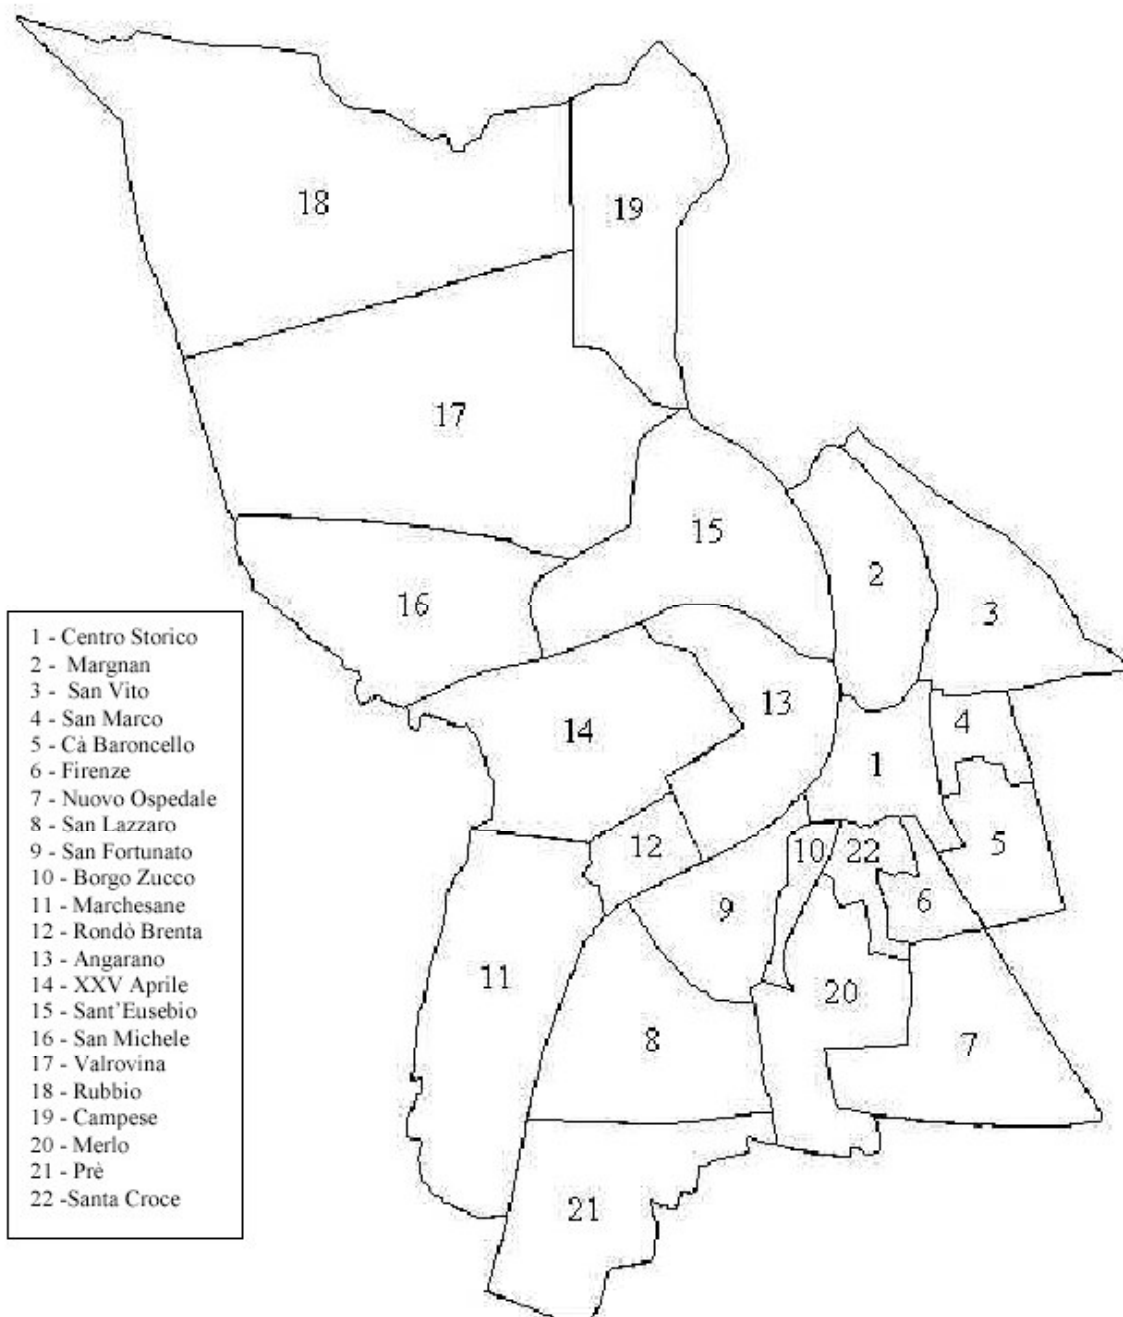 18
19
17
15
2
3
16
13
14
4
1
5
12
10
22
6
9
11
20
8
7
21
1 - Centro Storico
2 - Margnan
3 - San Vito
4 - San Marco
5 - Cà Baroncello
6 - Firenze
7 - Nuovo Ospedale
8 - San Lazzaro
9 - San Fortunato
10 - Borgo Zucco
11 - Marchesane
12 - Rondò Brenta
13 - Angarano
14 - XXV Aprile
15 - Sant'Eusebio
16 - San Michele
17 - Valrovina
18 - Rubbio
19 - Campese
20 - Merlo
21 - Prè
22 -Santa Croce